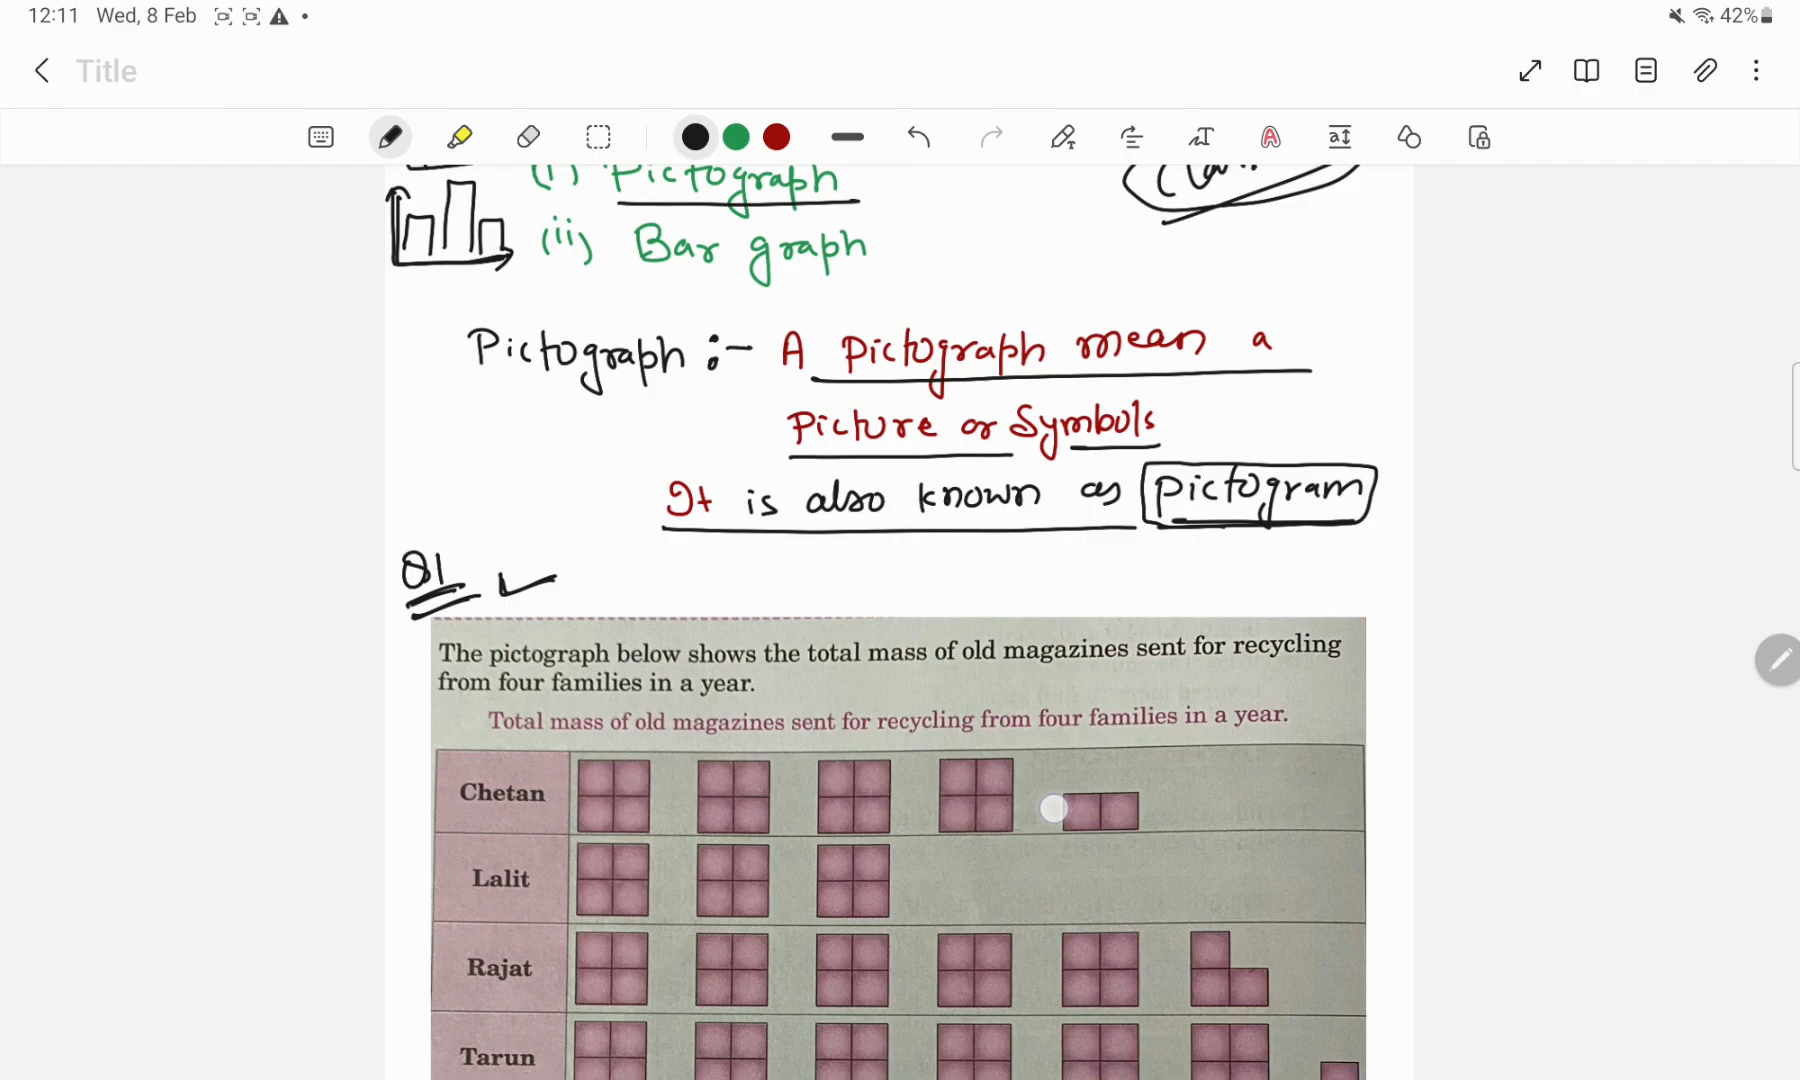 12:11 Wed, 8 Feb
42%
Title
(i) Pictograph
(ii) Bar graph
Pictograph :- A Pictograph mean a
Picture or Symbols
It is also known as Pictogram
Q1
The pictograph below shows the total mass of old magazines sent for recycling
from four families in a year.
Total mass of old magazines sent for recycling from four families in a year.
Chetan
Lalit
Rajat
Tarun